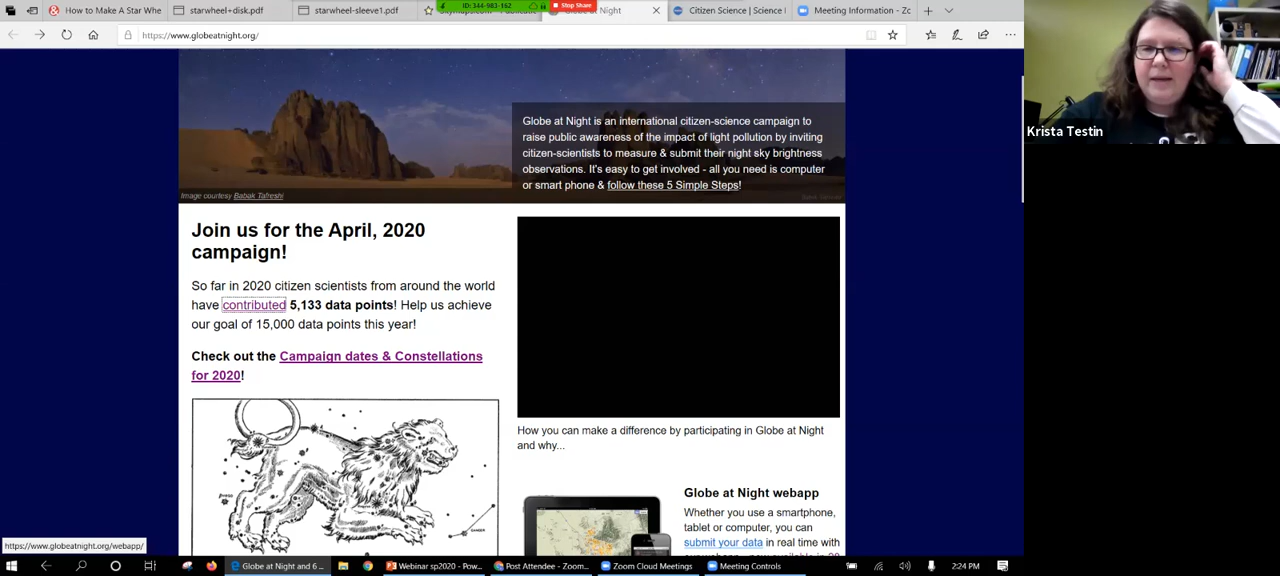 How to Make A Star Whe
starwheel+disk.pdf
starwheel-sleeve1.pdf
ID: 344-983-162
Stop Share
Citizen Science | Science |
Meeting Information - Zo
https://www.globeatnight.org/
Globe at Night is an international citizen-science campaign to
raise public awareness of the impact of light pollution by inviting
citizen-scientists to measure & submit their night sky brightness
observations. It's easy to get involved - all you need is computer
or smart phone & follow these 5 Simple Steps!
Image courtesy Babak Tafreshi
Krista Testin
Join us for the April, 2020
campaign!
So far in 2020 citizen scientists from around the world
have contributed 5,133 data points! Help us achieve
our goal of 15,000 data points this year!
Check out the Campaign dates & Constellations
for 2020!
How you can make a difference by participating in Globe at Night
and why...
Globe at Night webapp
Whether you use a smartphone,
tablet or computer, you can
submit your data in real time with
https://www.globeatnight.org/webapp/
Globe at Night and 6 ...
Webinar sp2020 - Pow...
Post Attendee - Zoom...
Zoom Cloud Meetings
Meeting Controls
2:24 PM